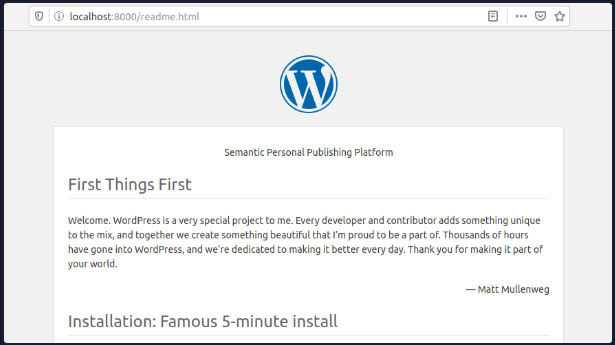 localhost:8000/readme.html
W
Semantic Personal Publishing Platform
First Things First
Welcome. WordPress is a very special project to me. Every developer and contributor adds something unique
to the mix, and together we create something beautiful that I'm proud to be a part of. Thousands of hours
have gone into WordPress, and we're dedicated to making it better every day. Thank you for making it part of
your world.
— Matt Mullenweg
Installation: Famous 5-minute install